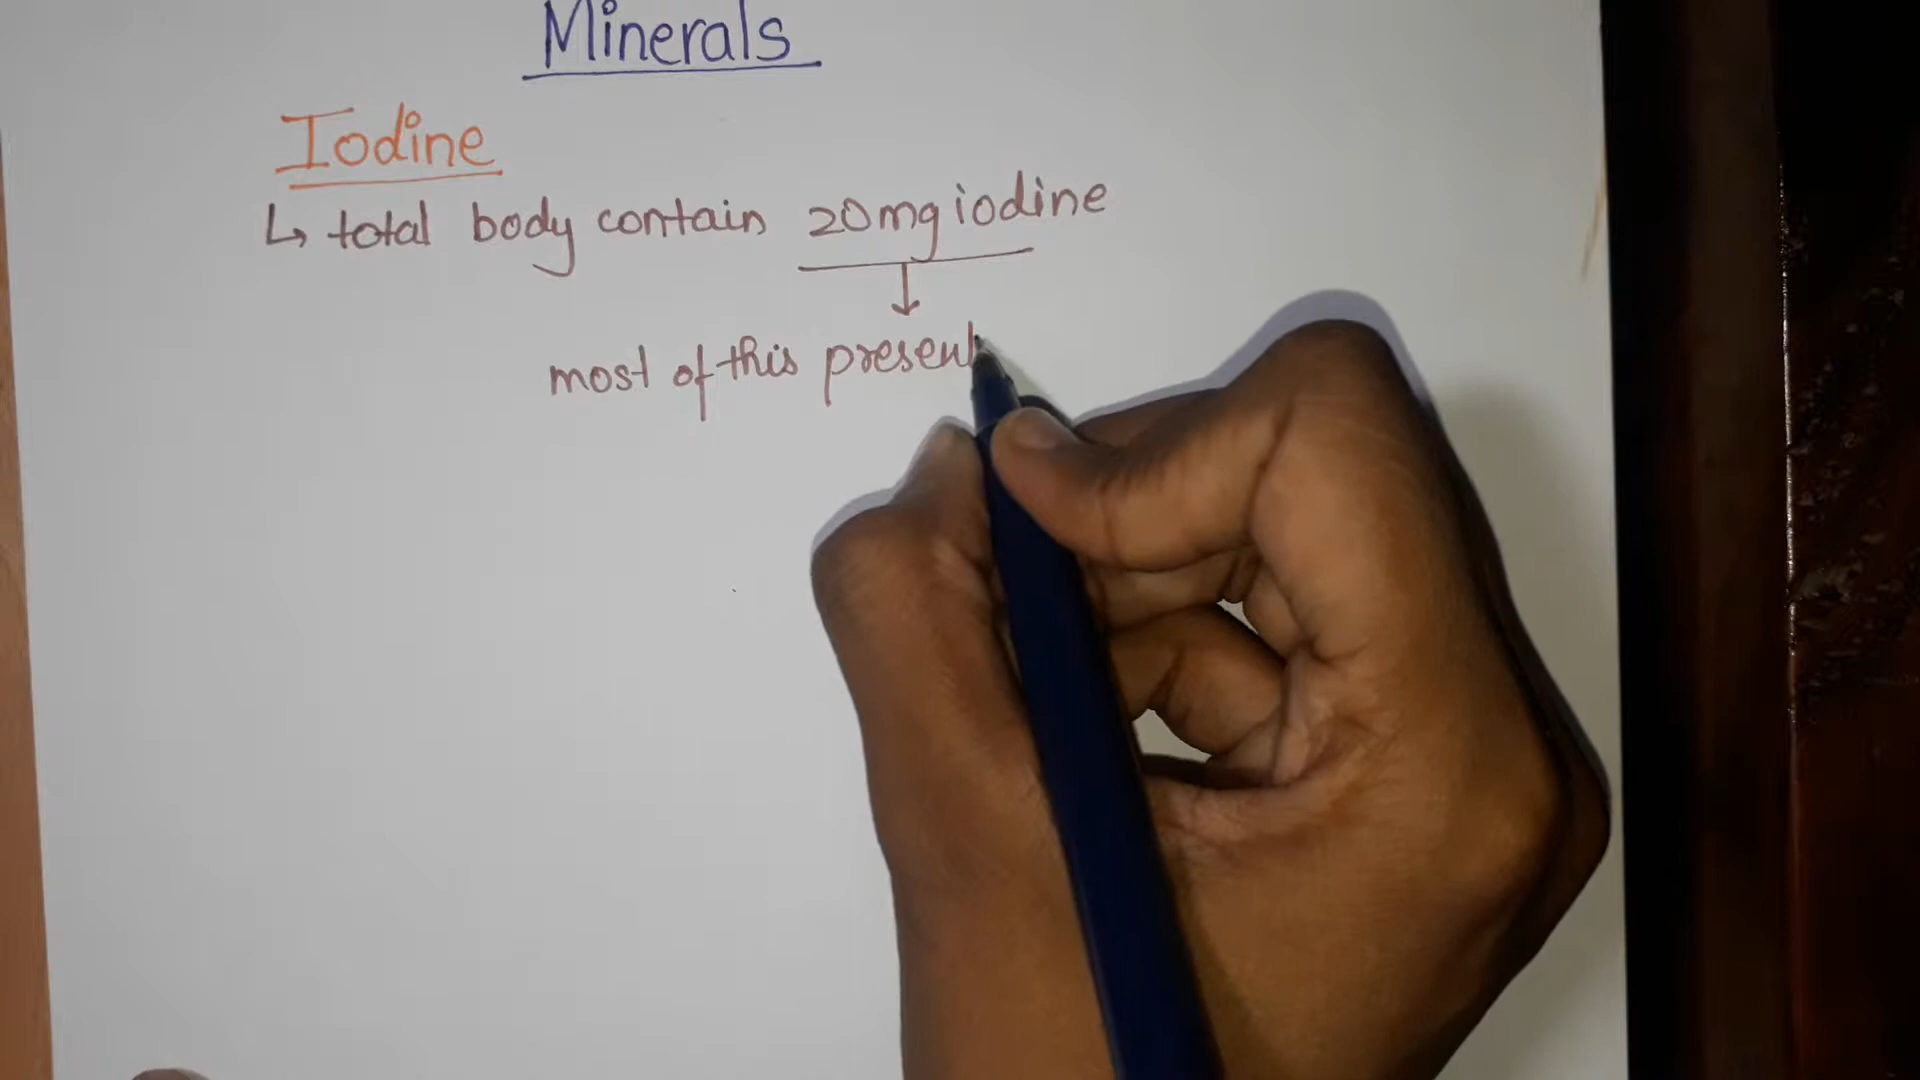 Minerals
Iodine
↳ total body contain 20mg iodine
↓
most of this present